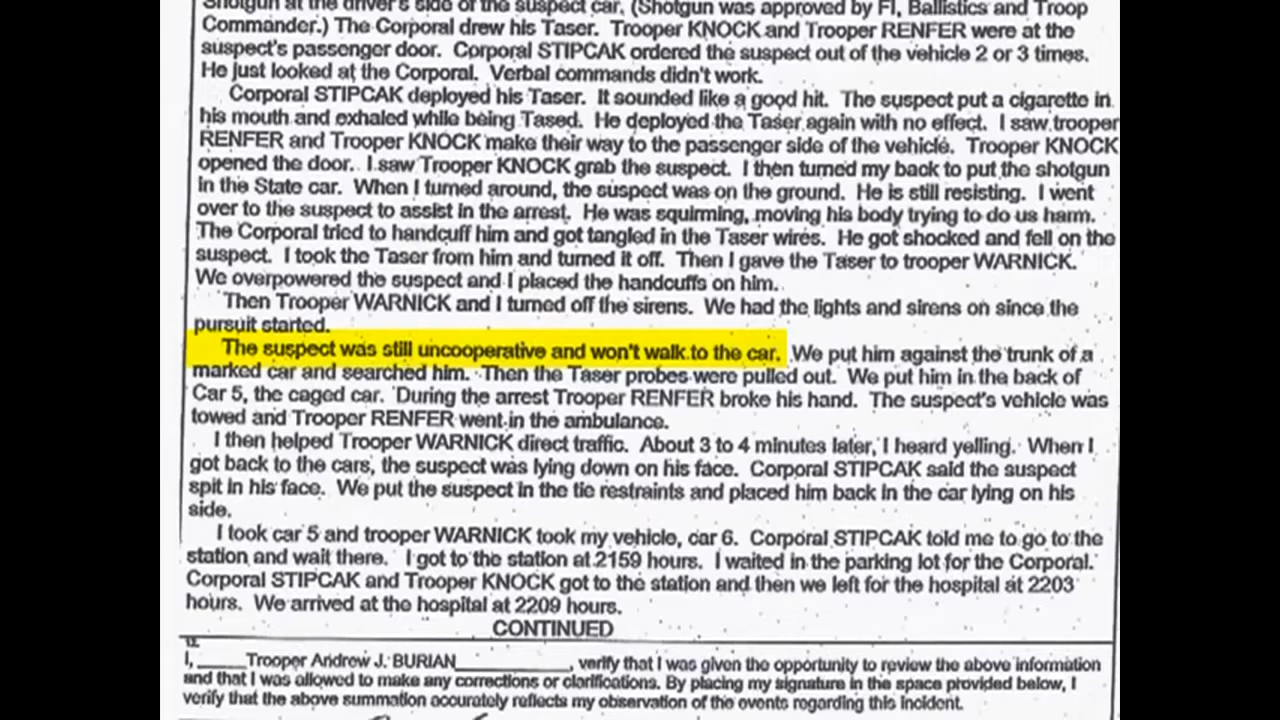 Shotgun at the driver's side of the suspect car. (Shotgun was approved by FI, Ballistics and Troop
Commander.) The Corporal drew his Taser. Trooper KNOCK and Trooper RENFER were at the
suspect's passenger door. Corporal STIPCAK ordered the suspect out of the vehicle 2 or 3 times.
He just looked at the Corporal. Verbal commands didn't work.
Corporal STIPCAK deployed his Taser. It sounded like a good hit. The suspect put a cigarette in
his mouth and exhaled while being Tased. He deployed the Taser again with no effect. I saw trooper
RENFER and Trooper KNOCK make their way to the passenger side of the vehicle. Trooper KNOCK
opened the door. I saw Trooper KNOCK grab the suspect. I then turned my back to put the shotgun
in the State car. When I turned around, the suspect was on the ground. He is still resisting. I went
over to the suspect to assist in the arrest. He was squirming, moving his body trying to do us harm.
The Corporal tried to handcuff him and got tangled in the Taser wires. He got shocked and fell on the
suspect. I took the Taser from him and turned it off. Then I gave the Taser to trooper WARNICK.
We overpowered the suspect and I placed the handcuffs on him.
Then Trooper WARNICK and I turned off the sirens. We had the lights and sirens on since the
pursuit started.
The suspect was still uncooperative and won't walk to the car. We put him against the trunk of a
marked car and searched him. Then the Taser probes were pulled out. We put him in the back of
Car 5, the caged car. During the arrest Trooper RENFER broke his hand. The suspect's vehicle was
towed and Trooper RENFER went in the ambulance.
I then helped Trooper WARNICK direct traffic. About 3 to 4 minutes later, I heard yelling. When I
got back to the cars, the suspect was lying down on his face. Corporal STIPCAK said the suspect
spit in his face. We put the suspect in the tie restraints and placed him back in the car lying on his
side.
I took car 5 and trooper WARNICK took my vehicle, car 6. Corporal STIPCAK told me to go to the
station and wait there. I got to the station at 2159 hours. I waited in the parking lot for the Corporal.
Corporal STIPCAK and Trooper KNOCK got to the station and then we left for the hospital at 2203
hours. We arrived at the hospital at 2209 hours.
CONTINUED
12.
I, ____Trooper Andrew J. BURIAN__________, verify that I was given the opportunity to review the above information
and that I was allowed to make any corrections or clarifications. By placing my signature in the space provided below, I
verify that the above summation accurately reflects my observation of the events regarding this incident.